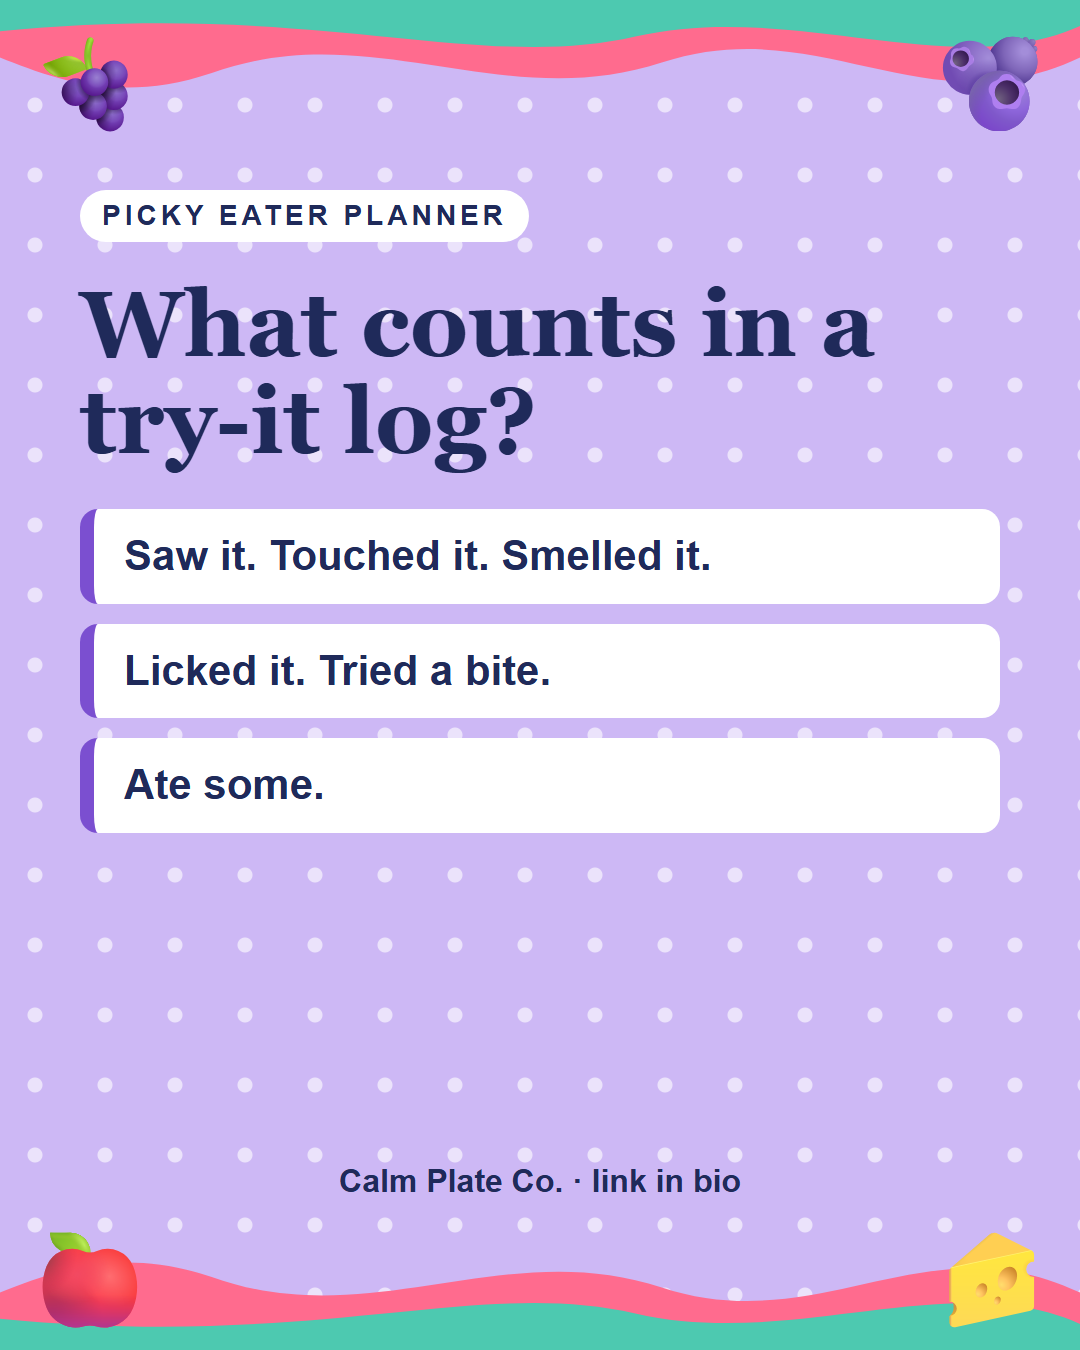 PICKY EATER PLANNER
What counts in a
try-it log?
Saw it. Touched it. Smelled it.
Licked it. Tried a bite.
Ate some.
Calm Plate Co. · link in bio